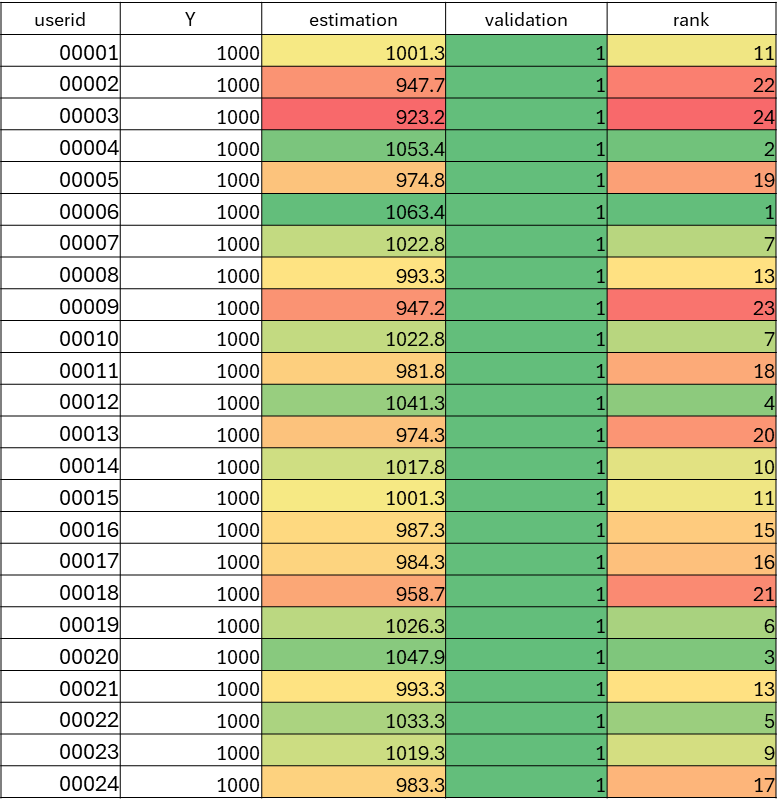 userid Y estimation validation rank
00001 1000 1001.3 1 11
00002 1000 947.7 1 22
00003 1000 923.2 1 24
00004 1000 1053.4 1 2
00005 1000 974.8 1 19
00006 1000 1063.4 1 1
00007 1000 1022.8 1 7
00008 1000 993.3 1 13
00009 1000 947.2 1 23
00010 1000 1022.8 1 7
00011 1000 981.8 1 18
00012 1000 1041.3 1 4
00013 1000 974.3 1 20
00014 1000 1017.8 1 10
00015 1000 1001.3 1 11
00016 1000 987.3 1 15
00017 1000 984.3 1 16
00018 1000 958.7 1 21
00019 1000 1026.3 1 6
00020 1000 1047.9 1 3
00021 1000 993.3 1 13
00022 1000 1033.3 1 5
00023 1000 1019.3 1 9
00024 1000 983.3 1 17